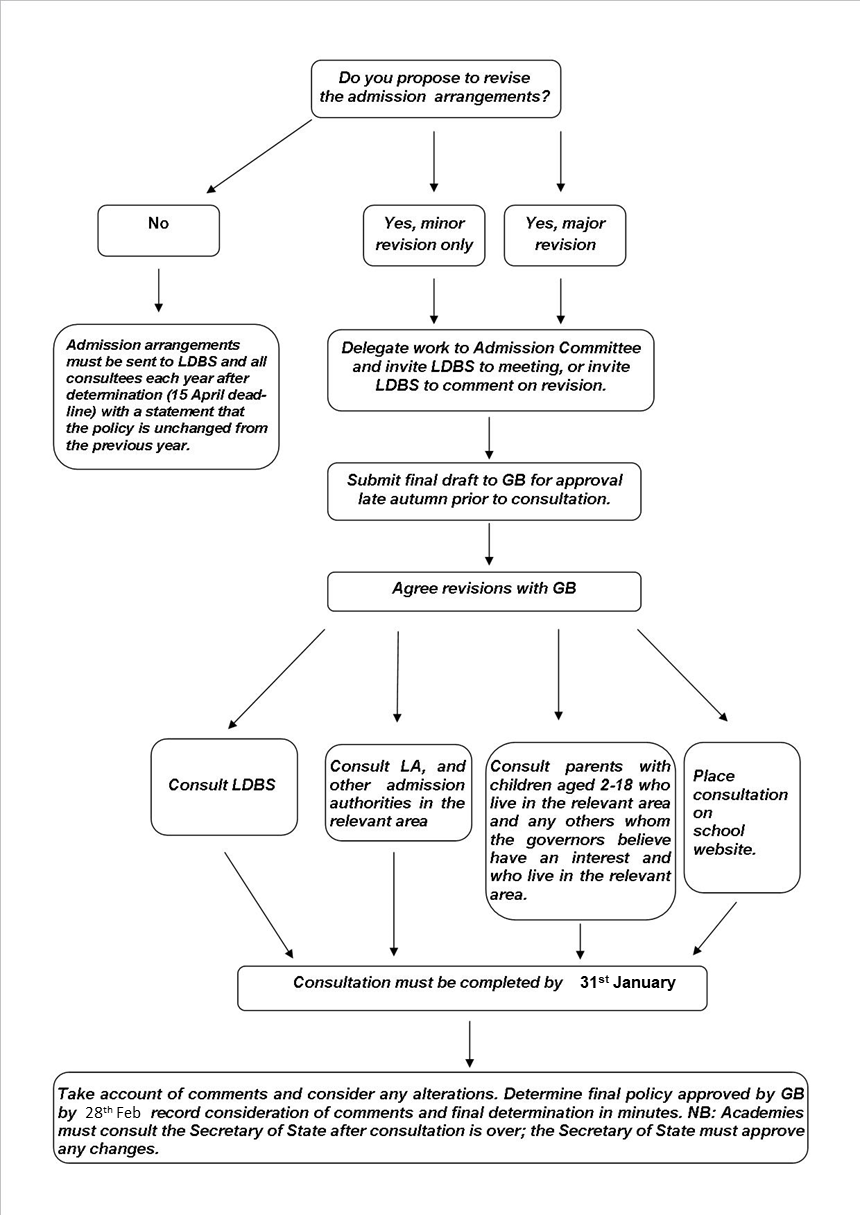 Do you propose to revise
the admission arrangements?
No
Yes, minor
revision only
Yes, major
revision
Admission arrangements
must be sent to LDBS and all
consultees each year after
determination (15 April dead-
line) with a statement that
the policy is unchanged from
the previous year.
Delegate work to Admission Committee
and invite LDBS to meeting, or invite
LDBS to comment on revision.
Submit final draft to GB for approval
late autumn prior to consultation.
Agree revisions with GB
Consult LDBS
Consult LA, and
other admission
authorities in the
relevant area
Consult parents with
children aged 2-18 who
live in the relevant area
and any others whom
the governors believe
have an interest and
who live in the relevant
area.
Place
consultation
on
school
website.
Consultation must be completed by 31st January
Take account of comments and consider any alterations. Determine final policy approved by GB
by 28th Feb record consideration of comments and final determination in minutes. NB: Academies
must consult the Secretary of State after consultation is over; the Secretary of State must approve
any changes.